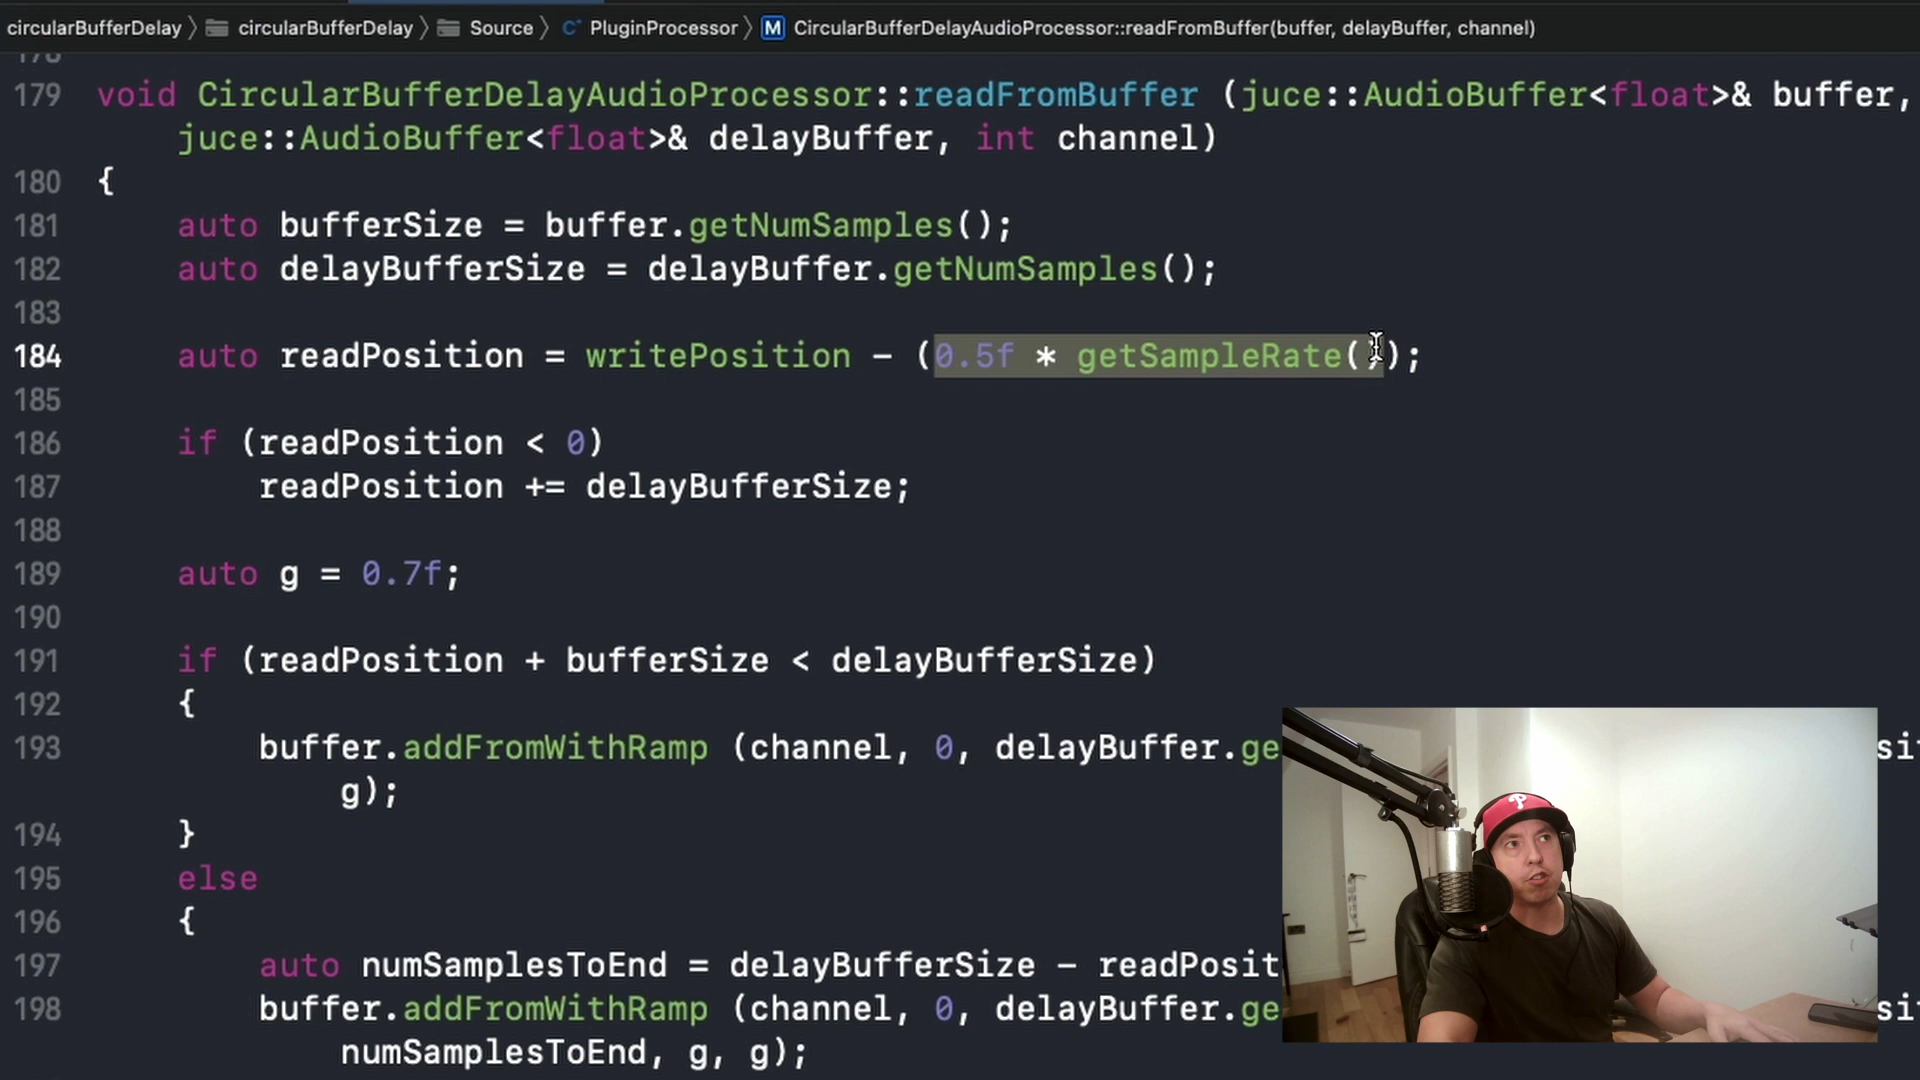 circularBufferDelay 〉 circularBufferDelay 〉 Source 〉 PluginProcessor 〉 M CircularBufferDelayAudioProcessor::readFromBuffer(buffer, delayBuffer, channel)
178
179 void CircularBufferDelayAudioProcessor::readFromBuffer (juce::AudioBuffer<float>& buffer,
juce::AudioBuffer<float>& delayBuffer, int channel)
180 {
181 auto bufferSize = buffer.getNumSamples();
182 auto delayBufferSize = delayBuffer.getNumSamples();
183
184 auto readPosition = writePosition - (0.5f * getSampleRate());
185
186 if (readPosition < 0)
187 readPosition += delayBufferSize;
188
189 auto g = 0.7f;
190
191 if (readPosition + bufferSize < delayBufferSize)
192 {
193 buffer.addFromWithRamp (channel, 0, delayBuffer.ge
g);
194 }
195 else
196 {
197 auto numSamplesToEnd = delayBufferSize - readPosit
198 buffer.addFromWithRamp (channel, 0, delayBuffer.ge
numSamplesToEnd, g, g);